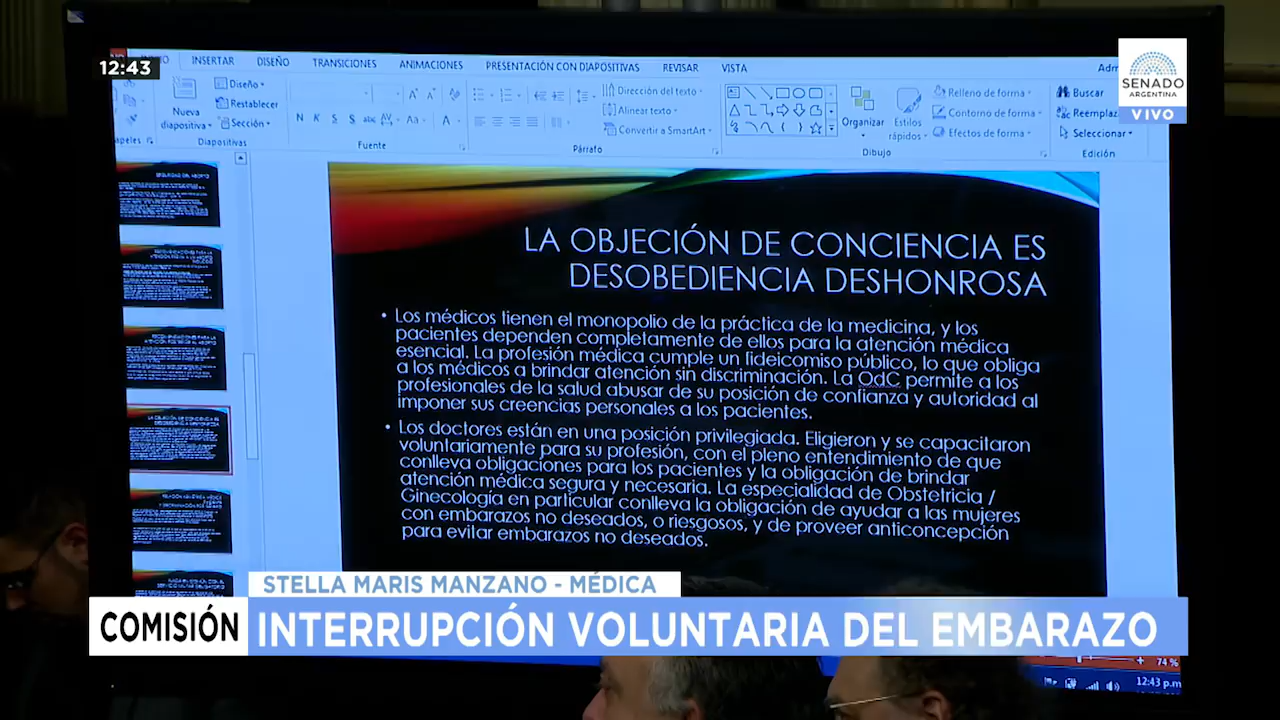 12:43
INSERTAR DISEÑO TRANSICIONES ANIMACIONES PRESENTACIÓN CON DIAPOSITIVAS REVISAR VISTA
SENADO
ARGENTINA
VIVO
Nueva
diapositiva
Diseño
Restablecer
Sección
Diapositivas
N K S S abc AV Aa A
Fuente
Dirección del texto
Alinear texto
Convertir a SmartArt
Párrafo
Organizar
Estilos
rápidos
Relleno de forma
Contorno de forma
Efectos de forma
Dibujo
Buscar
Reemplaz
Seleccionar
Edición
LA OBJECIÓN DE CONCIENCIA ES
DESOBEDIENCIA DESHONROSA
• Los médicos tienen el monopolio de la práctica de la medicina, y los
pacientes dependen completamente de ellos para la atención médica
esencial. La profesión médica cumple un fideicomiso público, lo que obliga
a los médicos a brindar atención sin discriminación. La OdC permite a los
profesionales de la salud abusar de su posición de confianza y autoridad al
imponer sus creencias personales a los pacientes.
• Los doctores están en una posición privilegiada. Eligieron y se capacitaron
voluntariamente para su profesión, con el pleno entendimiento de que
conlleva obligaciones para los pacientes y la obligación de brindar
atención médica segura y necesaria. La especialidad de Obstetricia /
Ginecología en particular conlleva la obligación de ayudar a las mujeres
con embarazos no deseados, o riesgosos, y de proveer anticoncepción
para evitar embarazos no deseados.
STELLA MARIS MANZANO - MÉDICA
COMISIÓN
INTERRUPCIÓN VOLUNTARIA DEL EMBARAZO
74 %
12:43 p.m